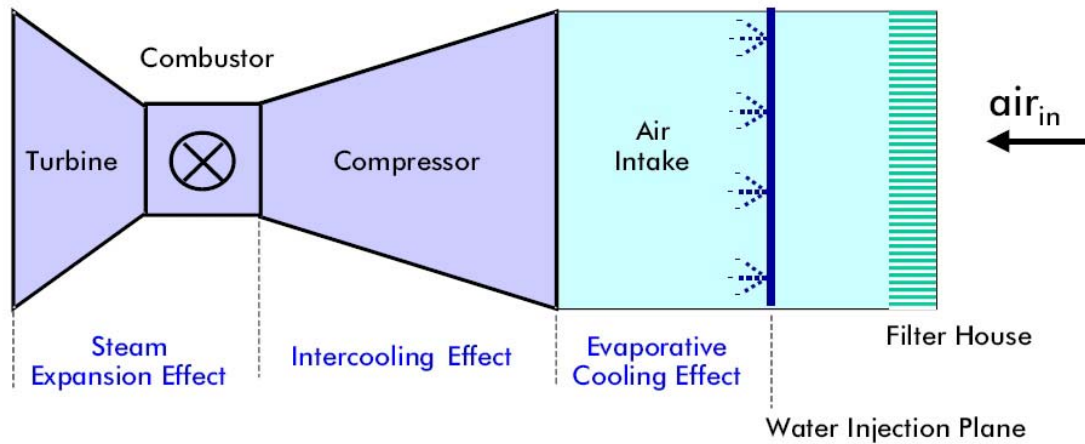 Combustor
Turbine
Compressor
Air
Intake
air_in
Filter House
Steam
Expansion Effect
Intercooling Effect
Evaporative
Cooling Effect
Water Injection Plane